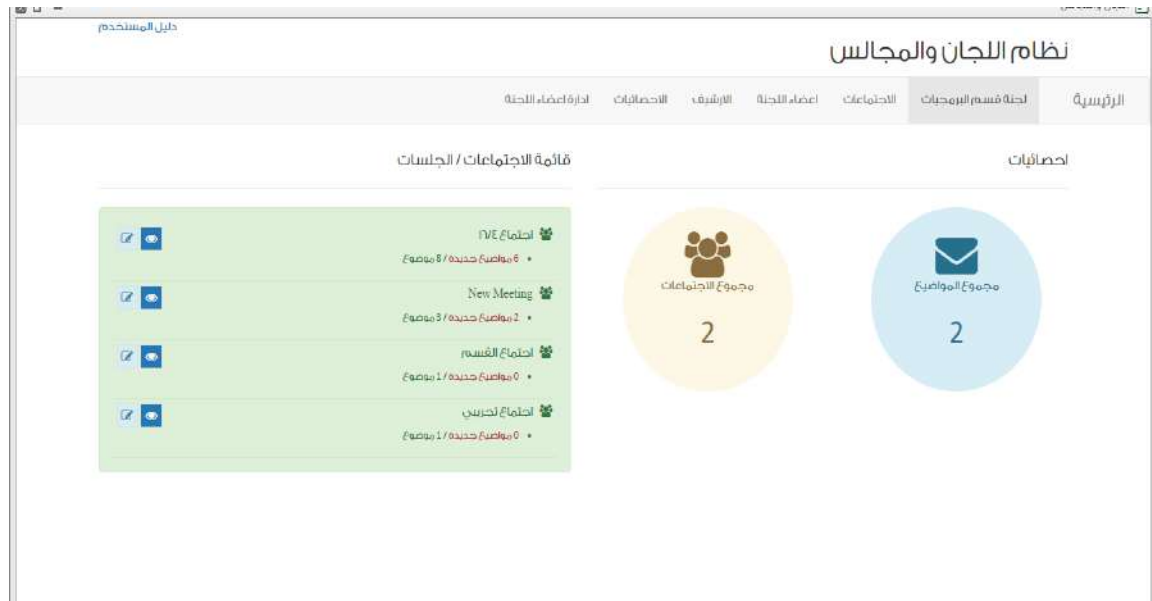 دليل المستخدم
نظام اللجان والمجالس
الرئيسية
لجنة قسم البرمجيات
الاجتماعات
اعضاء اللجنة
الارشيف
الاحصائيات
ادارة اعضاء اللجنة
احصائيات
مجموع المواضيع
2
مجموع الاجتماعات
2
قائمة الاجتماعات / الجلسات
اجتماع ١٦/٤
6 مواضيع جديدة / 8 موضوع
New Meeting
2 مواضيع جديدة / 3 موضوع
اجتماع القسم
0 مواضيع جديدة / 1 موضوع
اجتماع تجريبي
0 مواضيع جديدة / 1 موضوع